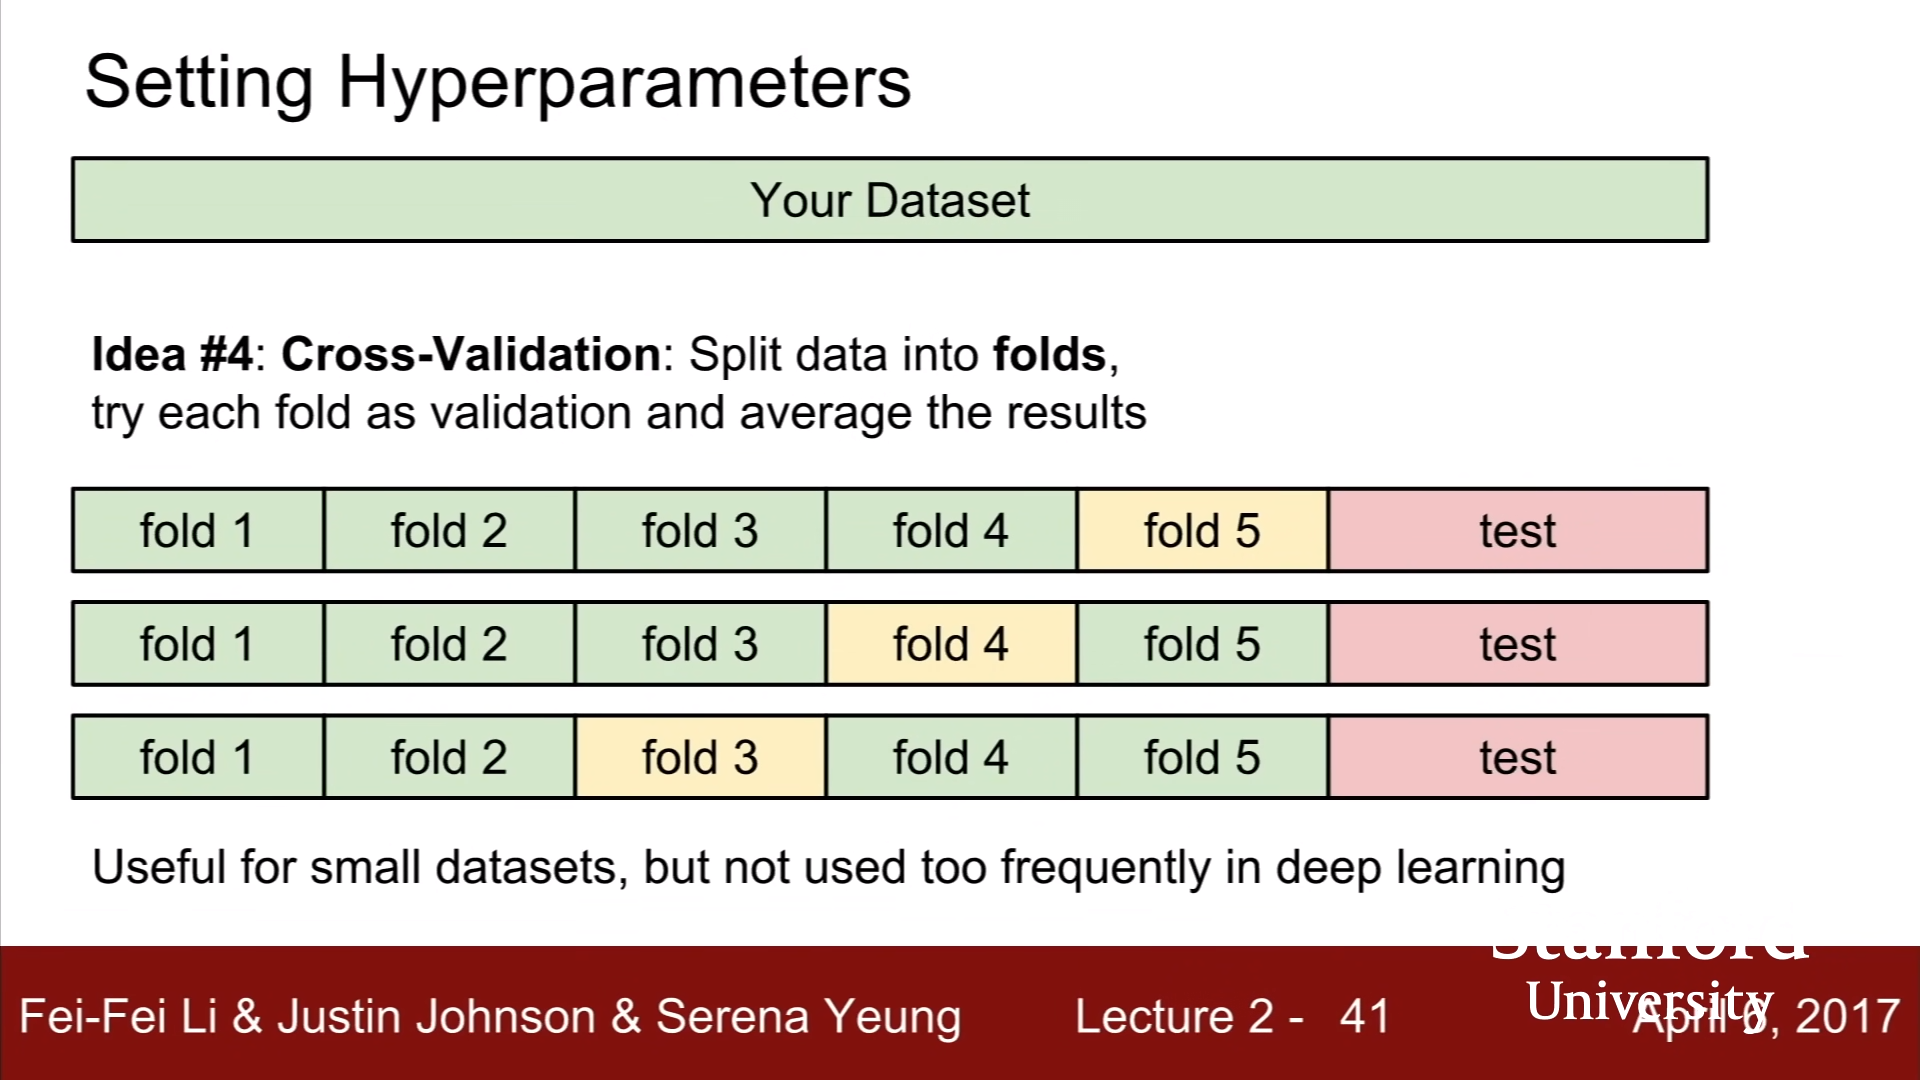 Setting Hyperparameters
Your Dataset
Idea #4: Cross-Validation: Split data into folds,
try each fold as validation and average the results
fold 1 fold 2 fold 3 fold 4 fold 5 test
fold 1 fold 2 fold 3 fold 4 fold 5 test
fold 1 fold 2 fold 3 fold 4 fold 5 test
Useful for small datasets, but not used too frequently in deep learning
Stanford
University
Fei-Fei Li & Justin Johnson & Serena Yeung Lecture 2 - 41 April 6, 2017